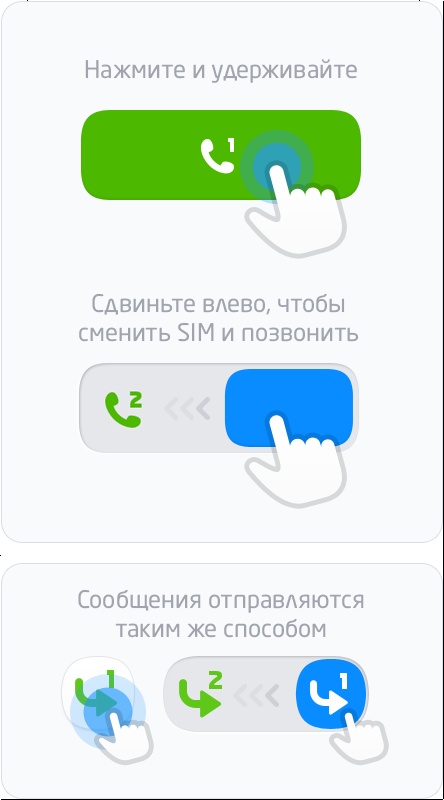 Нажмите и удерживайте
1
Сдвиньте влево, чтобы
сменить SIM и позвонить
2
Сообщения отправляются
таким же способом
1 2 1